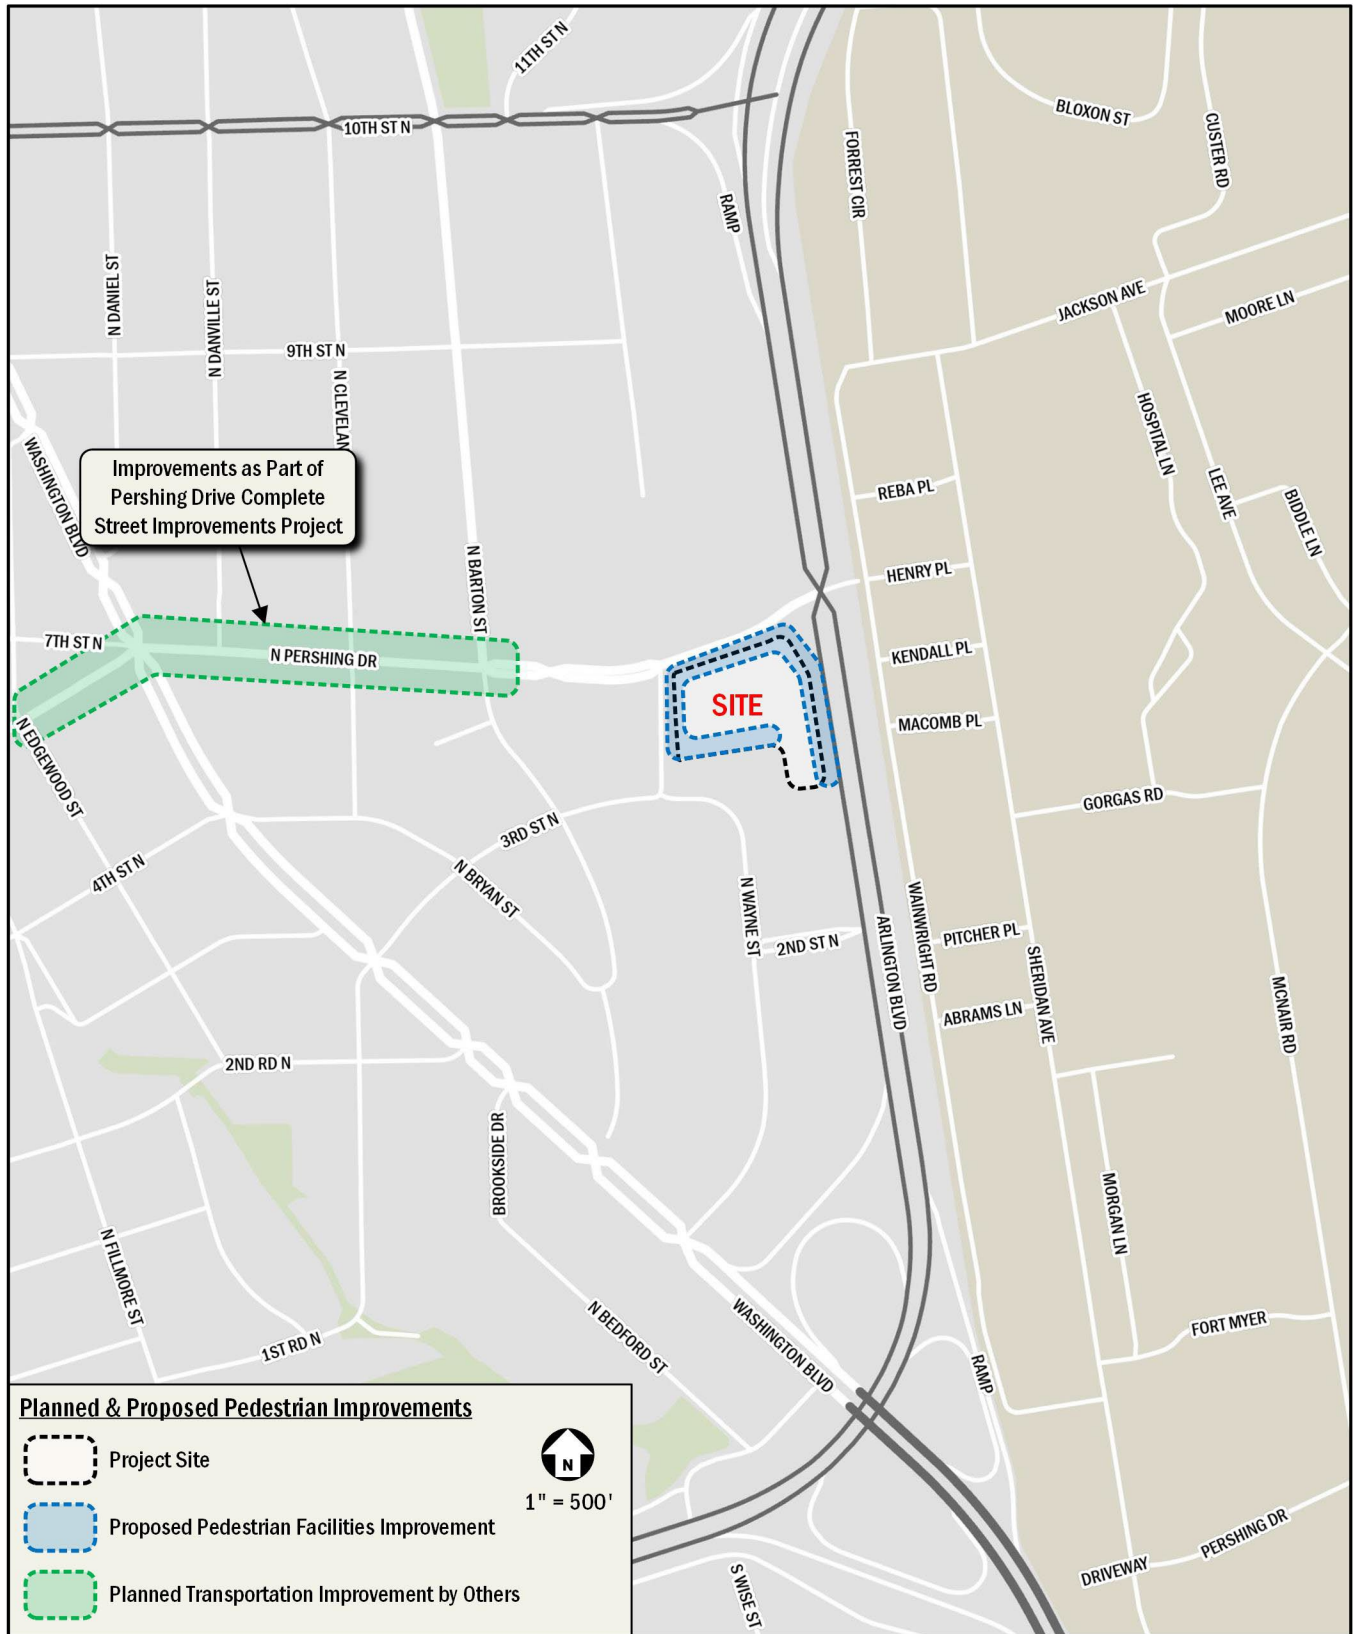 11TH ST N
10TH ST N
BLOXON ST
CUSTER RD
FORREST CIR
RAMP
N DANIEL ST
N DANVILLE ST
JACKSON AVE
MOORE LN
9TH ST N
N CLEVELAN
HOSPITAL LN
WASHINGTON BLVD
Improvements as Part of
Pershing Drive Complete
Street Improvements Project
REBA PL
LEE AVE
BIDDLE LN
N BARTON ST
HENRY PL
7TH ST N
N PERSHING DR
KENDALL PL
SITE
MACOMB PL
N EDGEWOOD ST
GORGAS RD
3RD ST N
4TH ST N
N BRYAN ST
N WAYNE ST
2ND ST N
ARLINGTON BLVD
WAINWRIGHT RD
PITCHER PL
SHERIDAN AVE
ABRAMS LN
MCNAIR RD
2ND RD N
BROOKSIDE DR
MORGAN LN
N FILLMORE ST
1ST RD N
N BEDFORD ST
WASHINGTON BLVD
FORT MYER
RAMP
PERSHING DR
DRIVEWAY
S WISE ST
Planned & Proposed Pedestrian Improvements
Project Site
N
1" = 500'
Proposed Pedestrian Facilities Improvement
Planned Transportation Improvement by Others